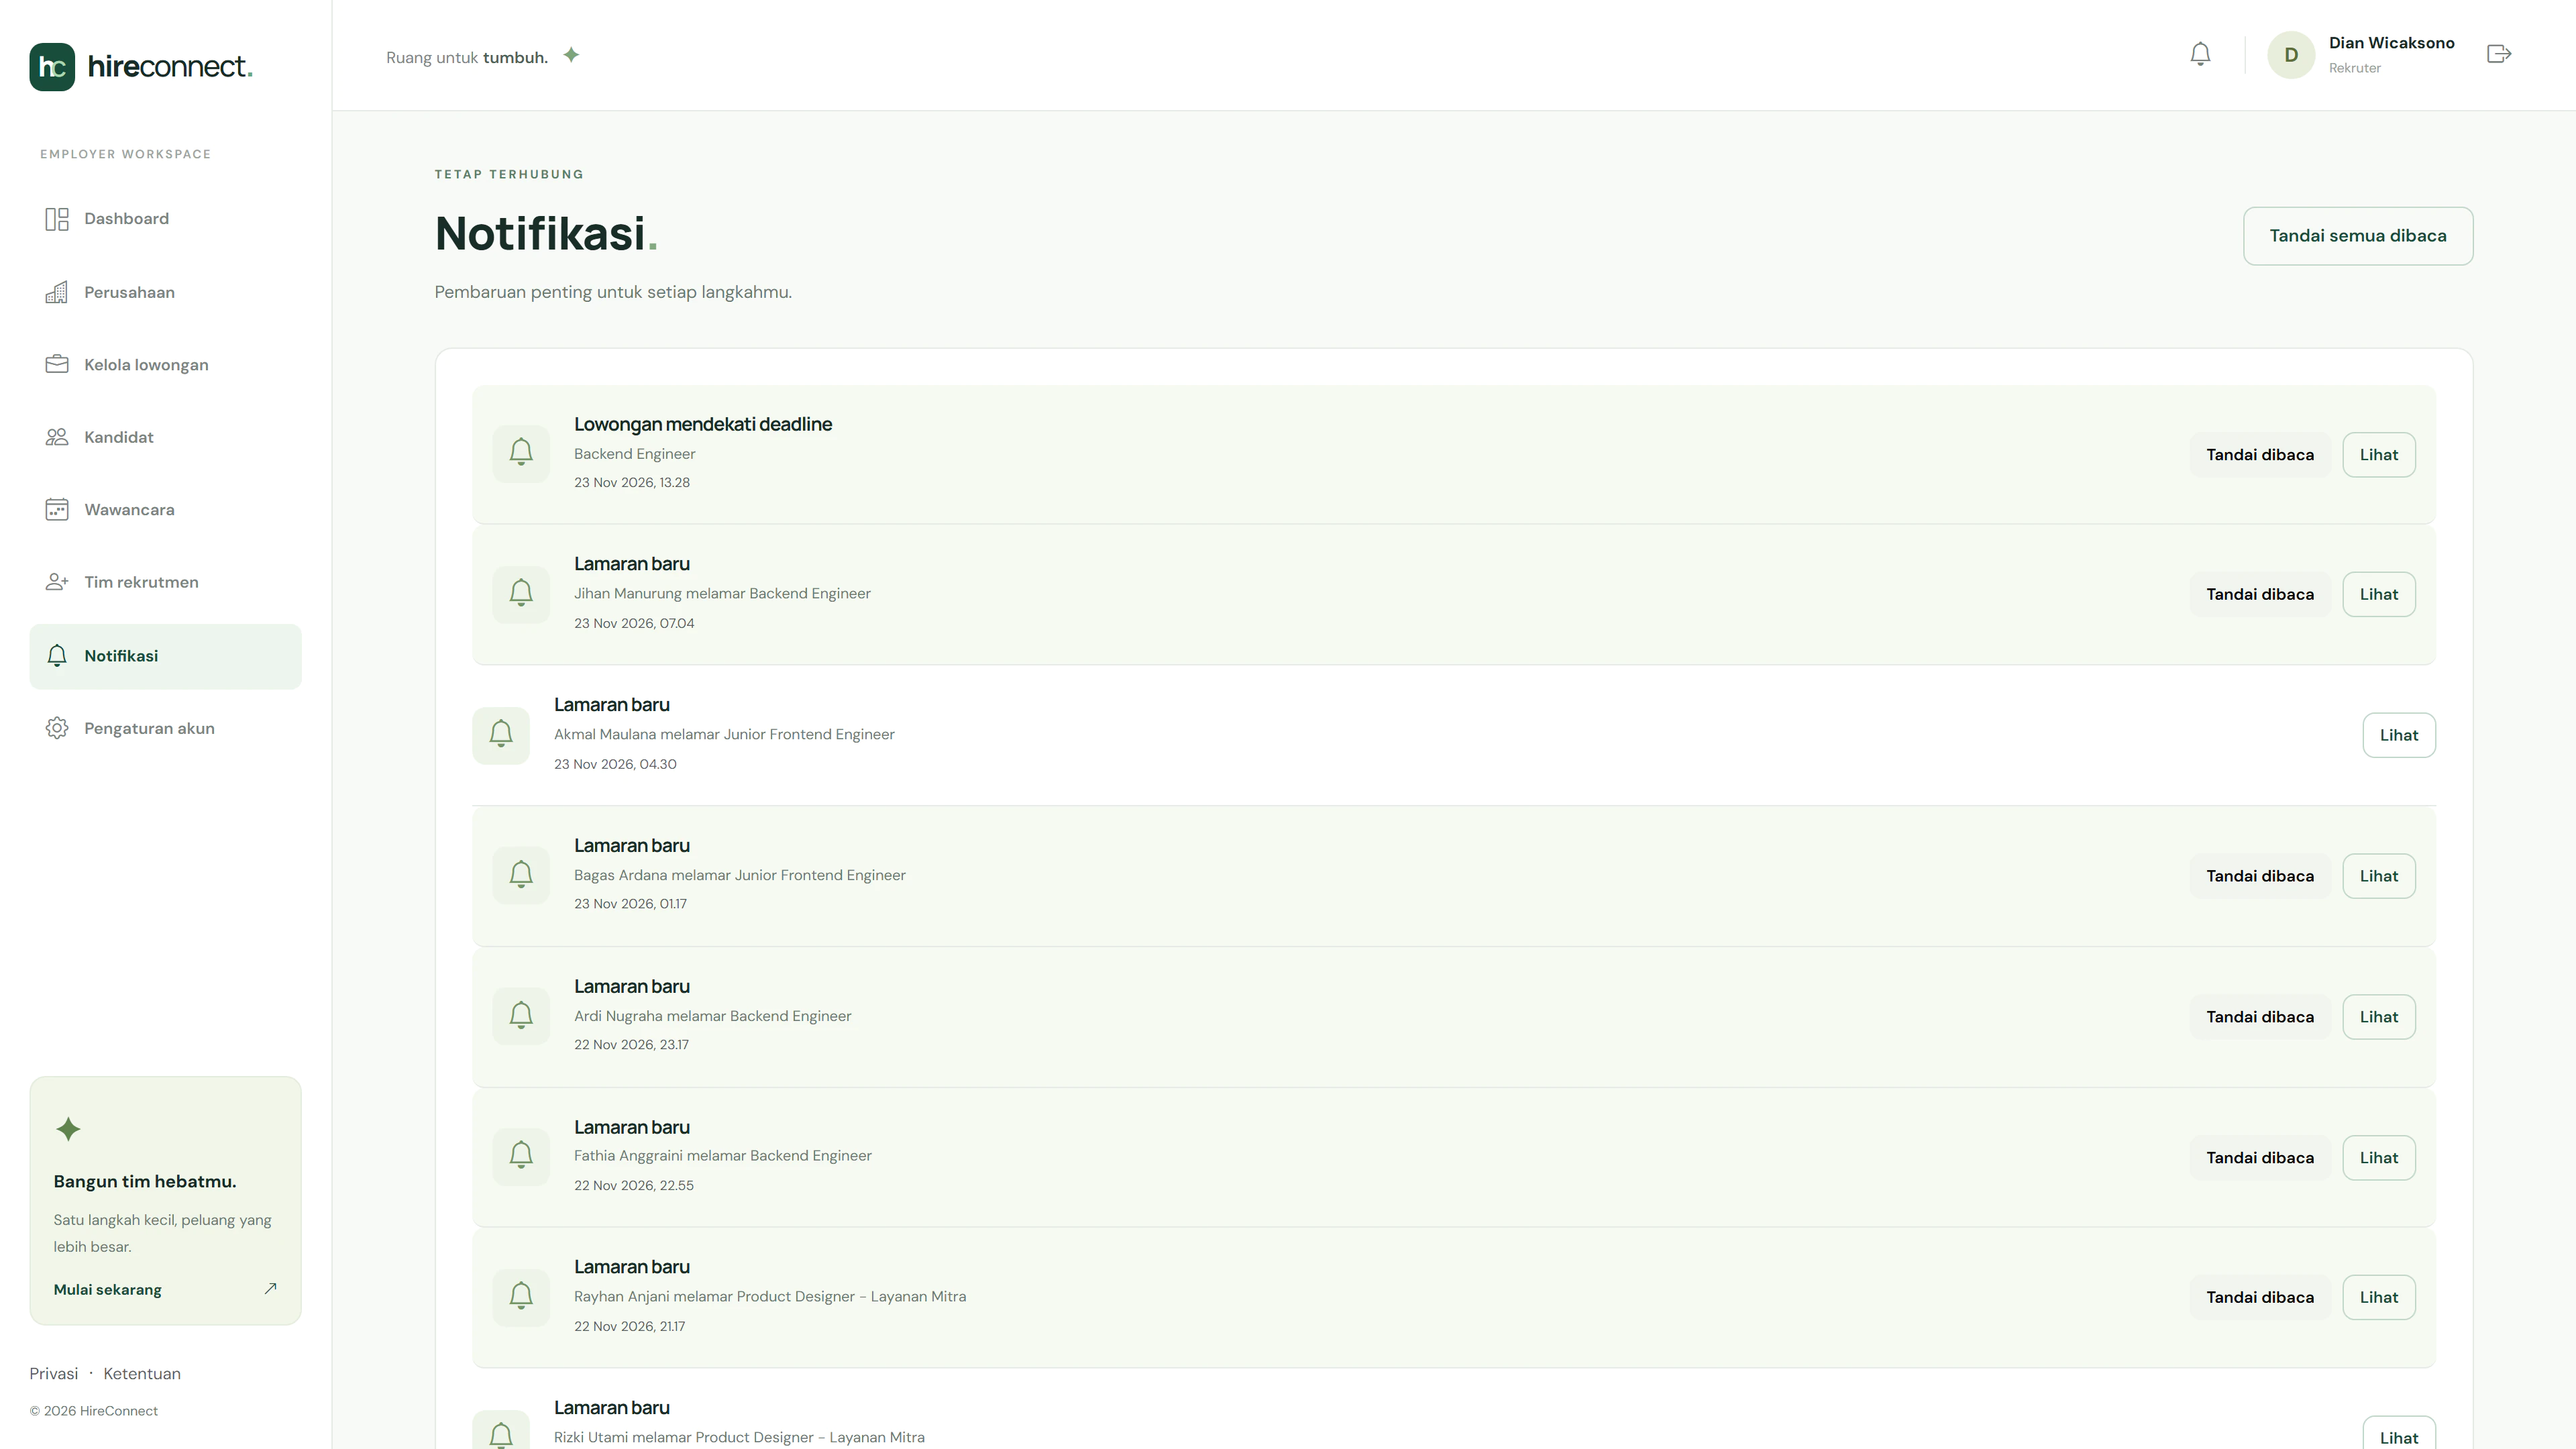 hc hireconnect.
EMPLOYER WORKSPACE
Dashboard
Perusahaan
Kelola lowongan
Kandidat
Wawancara
Tim rekrutmen
Notifikasi
Pengaturan akun
Bangun tim hebatmu.
Satu langkah kecil, peluang yang
lebih besar.
Mulai sekarang
Privasi · Ketentuan
© 2026 HireConnect
Ruang untuk tumbuh.
D
Dian Wicaksono
Rekruter
TETAP TERHUBUNG
Notifikasi.
Pembaruan penting untuk setiap langkahmu.
Tandai semua dibaca
Lowongan mendekati deadline
Backend Engineer
23 Nov 2026, 13.28
Tandai dibaca Lihat
Lamaran baru
Jihan Manurung melamar Backend Engineer
23 Nov 2026, 07.04
Tandai dibaca Lihat
Lamaran baru
Akmal Maulana melamar Junior Frontend Engineer
23 Nov 2026, 04.30
Lihat
Lamaran baru
Bagas Ardana melamar Junior Frontend Engineer
23 Nov 2026, 01.17
Tandai dibaca Lihat
Lamaran baru
Ardi Nugraha melamar Backend Engineer
22 Nov 2026, 23.17
Tandai dibaca Lihat
Lamaran baru
Fathia Anggraini melamar Backend Engineer
22 Nov 2026, 22.55
Tandai dibaca Lihat
Lamaran baru
Rayhan Anjani melamar Product Designer – Layanan Mitra
22 Nov 2026, 21.17
Tandai dibaca Lihat
Lamaran baru
Rizki Utami melamar Product Designer – Layanan Mitra
Lihat